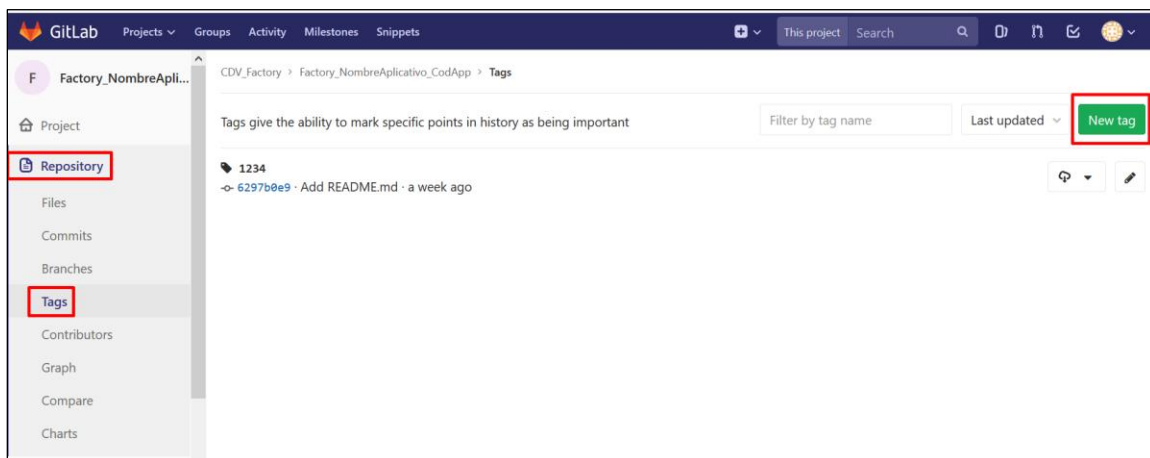 GitLab Projects Groups Activity Milestones Snippets This project Search
F Factory_NombreApli...
CDV_Factory > Factory_NombreAplicativo_CodApp > Tags
Project
Tags give the ability to mark specific points in history as being important
Filter by tag name
Last updated
New tag
Repository
1234
6297b0e9 · Add README.md · a week ago
Files
Commits
Branches
Tags
Contributors
Graph
Compare
Charts